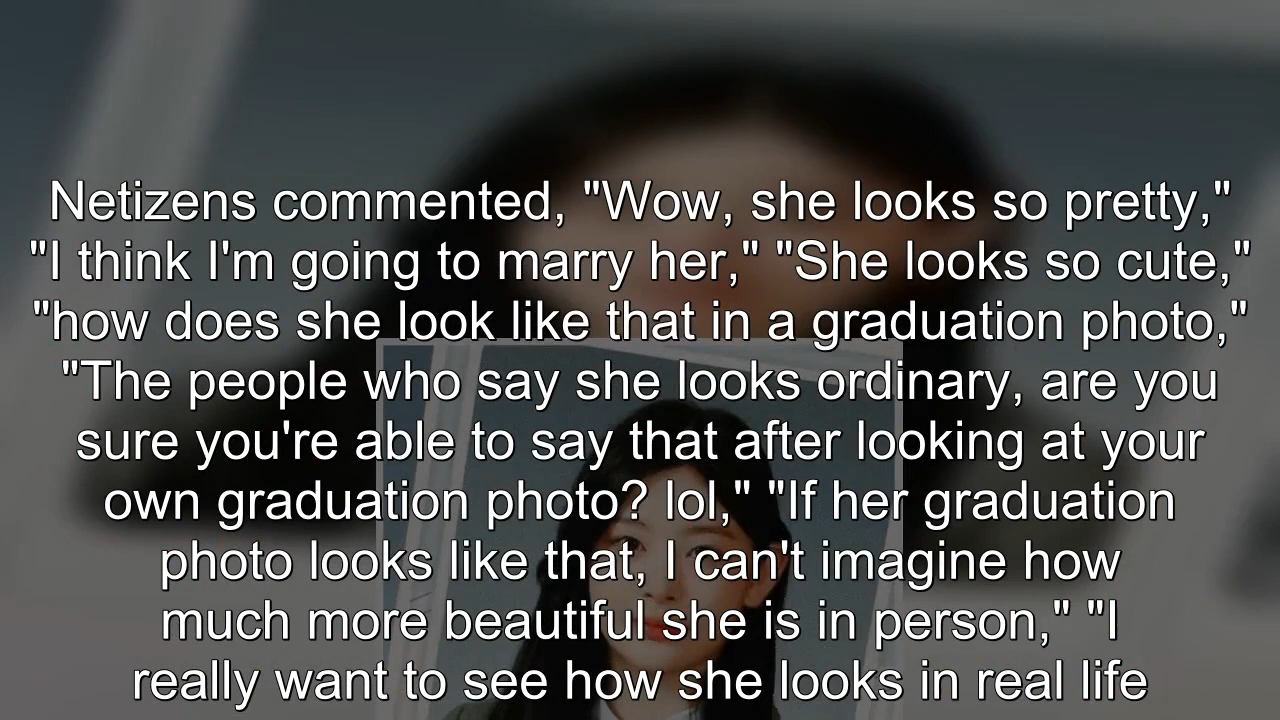 Netizens commented, "Wow, she looks so pretty,"
"I think I'm going to marry her," "She looks so cute,"
"how does she look like that in a graduation photo,"
"The people who say she looks ordinary, are you
sure you're able to say that after looking at your
own graduation photo? lol," "If her graduation
photo looks like that, I can't imagine how
much more beautiful she is in person," "I
really want to see how she looks in real life